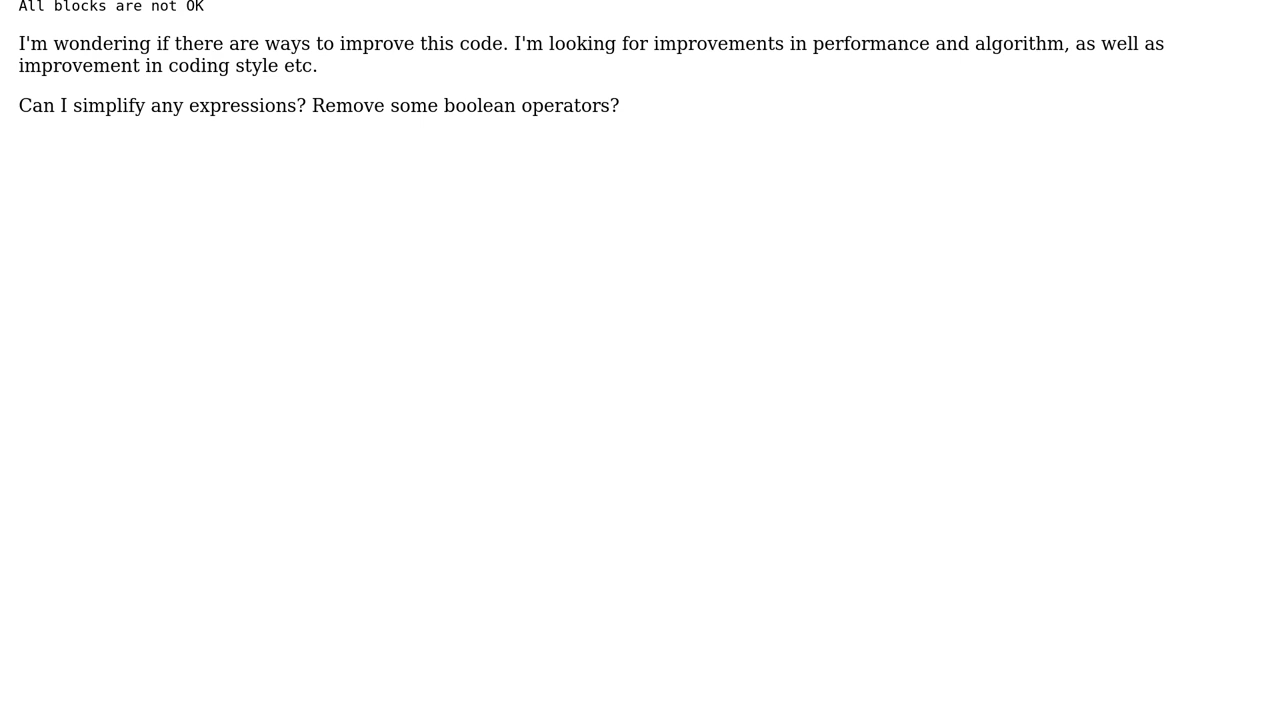 All blocks are not OK
I'm wondering if there are ways to improve this code. I'm looking for improvements in performance and algorithm, as well as
improvement in coding style etc.
Can I simplify any expressions? Remove some boolean operators?